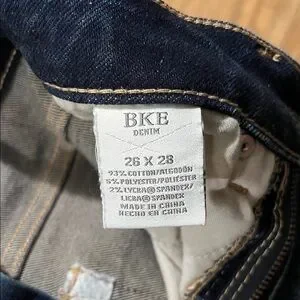 BKE
DENIM
26 X 28
93% COTTON/ALGODÓN
5% POLYESTER/POLIÉSTER
2% LYCRA® SPANDEX/
LICRA® SPANDEX
MADE IN CHINA
HECHO EN CHINA